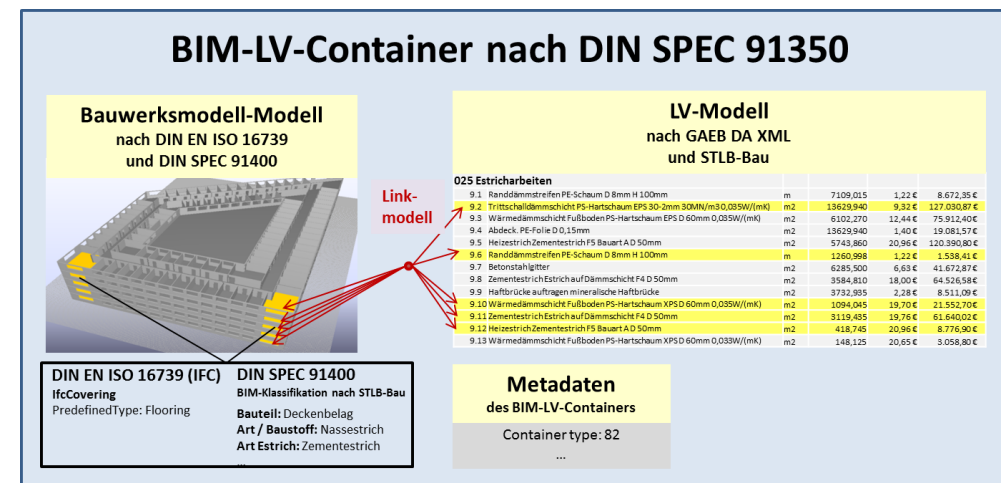 BIM-LV-Container nach DIN SPEC 91350
Bauwerksmodell-Modell
nach DIN EN ISO 16739
und DIN SPEC 91400
Link-
modell
LV-Modell
nach GAEB DA XML
und STLB-Bau
025 Estricharbeiten
9.1 Randdämmstreifen PE-Schaum D 8mm H 100mm m 7109,015 1,22 € 8.672,35 €
9.2 Trittschalldämmschicht PS-Hartschaum EPS 30-2mm 30MN/m3 0,035W/(mK) m2 13629,940 9,32 € 127.030,87 €
9.3 Wärmedämmschicht Fußboden PS-Hartschaum EPS D 60mm 0,035W/(mK) m2 6102,270 12,44 € 75.912,40 €
9.4 Abdeck. PE-Folie D 0,15mm m2 13629,940 1,40 € 19.081,57 €
9.5 Heizestrich Zementestrich F5 Bauart A D 50mm m2 5743,860 20,96 € 120.390,80 €
9.6 Randdämmstreifen PE-Schaum D 8mm H 100mm m 1260,998 1,22 € 1.538,41 €
9.7 Betonstahlgitter m2 6285,500 6,63 € 41.672,87 €
9.8 Zementestrich Estrich auf Dämmschicht F4 D 50mm m2 3584,810 18,00 € 64.526,58 €
9.9 Haftbrücke auftragen mineralische Haftbrücke m2 3732,935 2,28 € 8.511,09 €
9.10 Wärmedämmschicht Fußboden PS-Hartschaum XPS D 60mm 0,035W/(mK) m2 1094,045 19,70 € 21.552,70 €
9.11 Zementestrich Estrich auf Dämmschicht F4 D 50mm m2 3119,435 19,76 € 61.640,02 €
9.12 Heizestrich Zementestrich F5 Bauart A D 50mm m2 418,745 20,96 € 8.776,90 €
9.13 Wärmedämmschicht Fußboden PS-Hartschaum XPS D 60mm 0,033W/(mK) m2 148,125 20,65 € 3.058,80 €
DIN EN ISO 16739 (IFC)
IfcCovering
PredefinedType: Flooring
DIN SPEC 91400
BIM-Klassifikation nach STLB-Bau
Bauteil: Deckenbelag
Art / Baustoff: Nassestrich
Art Estrich: Zementestrich
...
Metadaten
des BIM-LV-Containers
Container type: 82
...